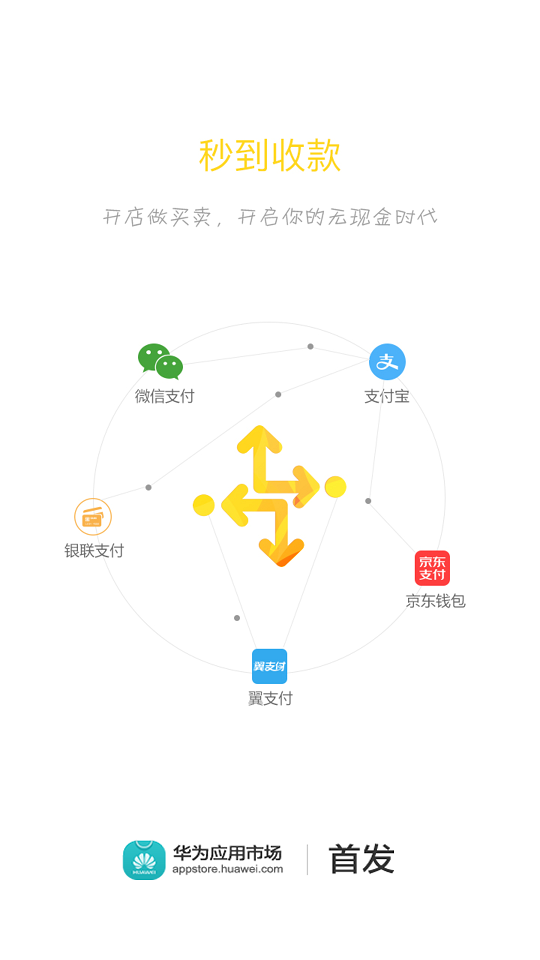 秒到收款
开店做买卖，开启你的无现金时代
微信支付
支
支付宝
银联支付
京东
支付
京东钱包
翼支付
翼支付
HUAWEI
华为应用市场
appstore.huawei.com
首发